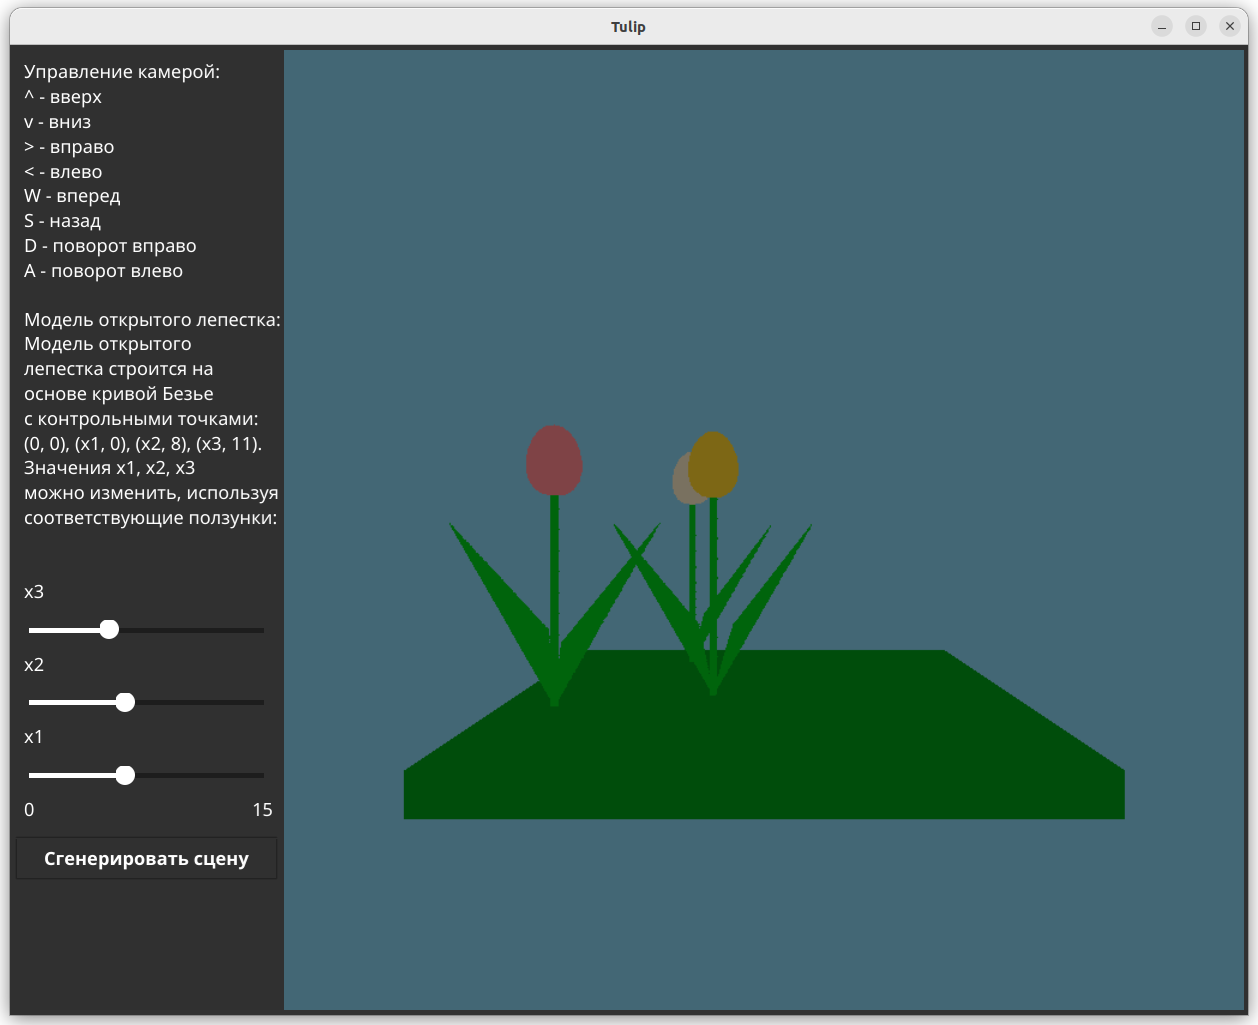 Tulip
Управление камерой:
^ - вверх
v - вниз
> - вправо
< - влево
W - вперед
S - назад
D - поворот вправо
A - поворот влево
Модель открытого лепестка:
Модель открытого
лепестка строится на
основе кривой Безье
с контрольными точками:
(0, 0), (x1, 0), (x2, 8), (x3, 11).
Значения x1, x2, x3
можно изменить, используя
соответствующие ползунки:
x3
x2
x1
0 15
Сгенерировать сцену